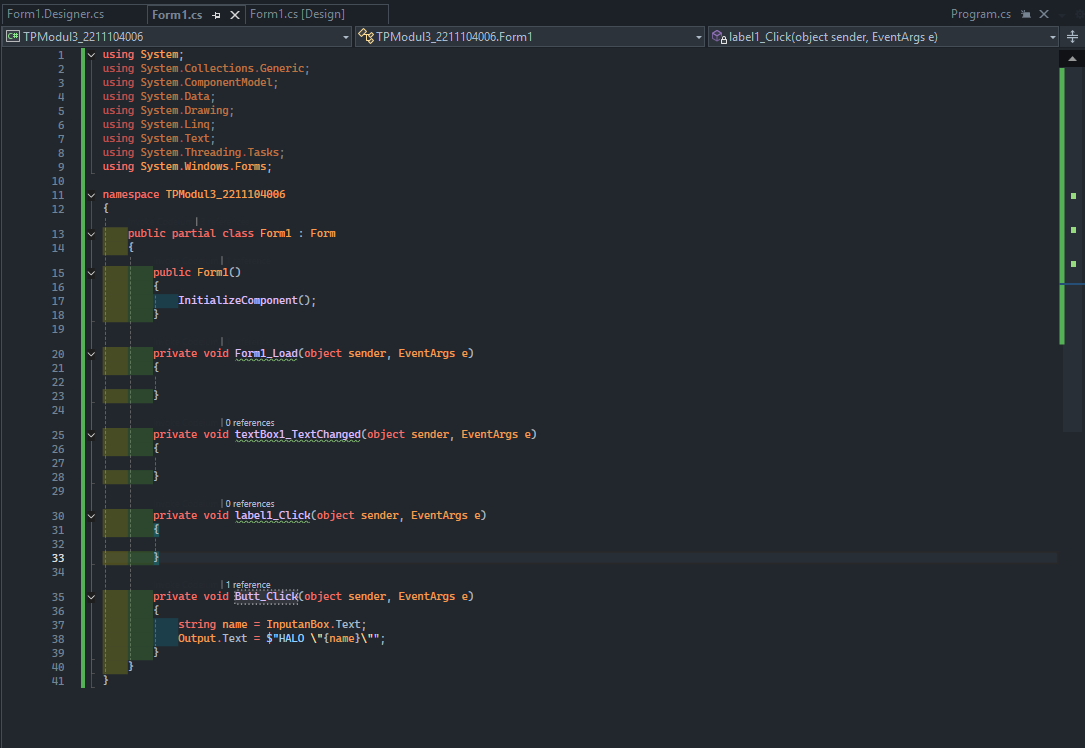 Form1.Designer.cs
Form1.cs
Form1.cs [Design]
Program.cs
C# TPModul3_2211104006
TPModul3_2211104006.Form1
label1_Click(object sender, EventArgs e)
1 using System;
2 using System.Collections.Generic;
3 using System.ComponentModel;
4 using System.Data;
5 using System.Drawing;
6 using System.Linq;
7 using System.Text;
8 using System.Threading.Tasks;
9 using System.Windows.Forms;
10
11 namespace TPModul3_2211104006
12 {
|
13 public partial class Form1 : Form
14 {
|
15 public Form1()
16 {
17 InitializeComponent();
18 }
19
|
20 private void Form1_Load(object sender, EventArgs e)
21 {
22
23 }
24
| 0 references
25 private void textBox1_TextChanged(object sender, EventArgs e)
26 {
27
28 }
29
| 0 references
30 private void label1_Click(object sender, EventArgs e)
31 {
32
33 }
34
| 1 reference
35 private void Butt_Click(object sender, EventArgs e)
36 {
37 string name = InputanBox.Text;
38 Output.Text = $"HALO \"{name}\"";
39 }
40 }
41 }